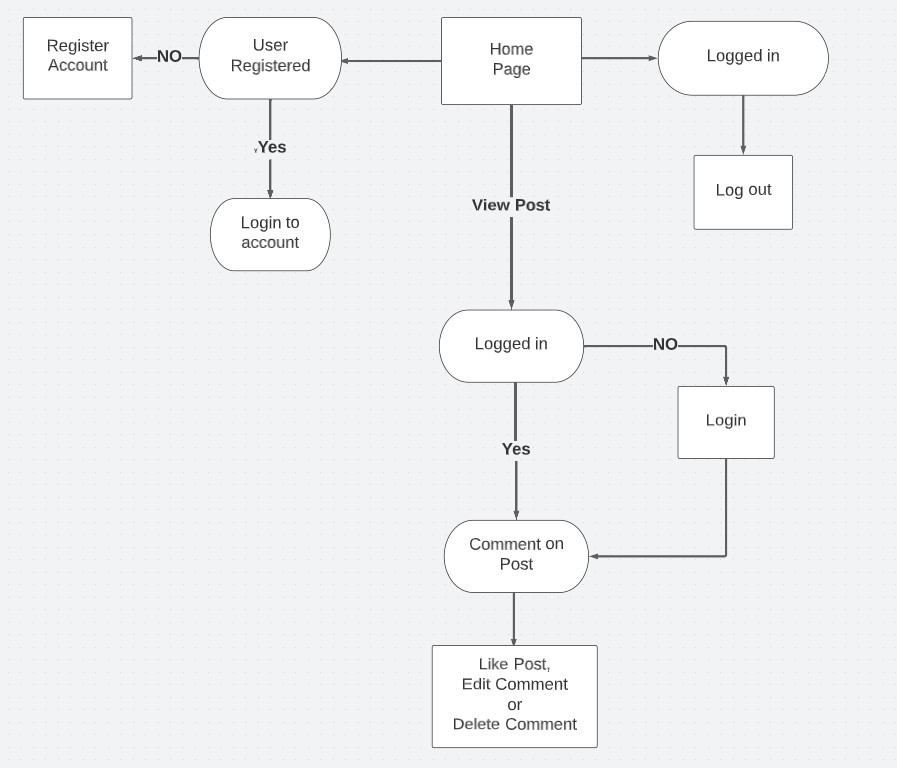 Register
Account
NO
User
Registered
Home
Page
Logged in
Yes
Log out
View Post
Login to
account
Logged in
NO
Login
Yes
Comment on
Post
Like Post,
Edit Comment
or
Delete Comment